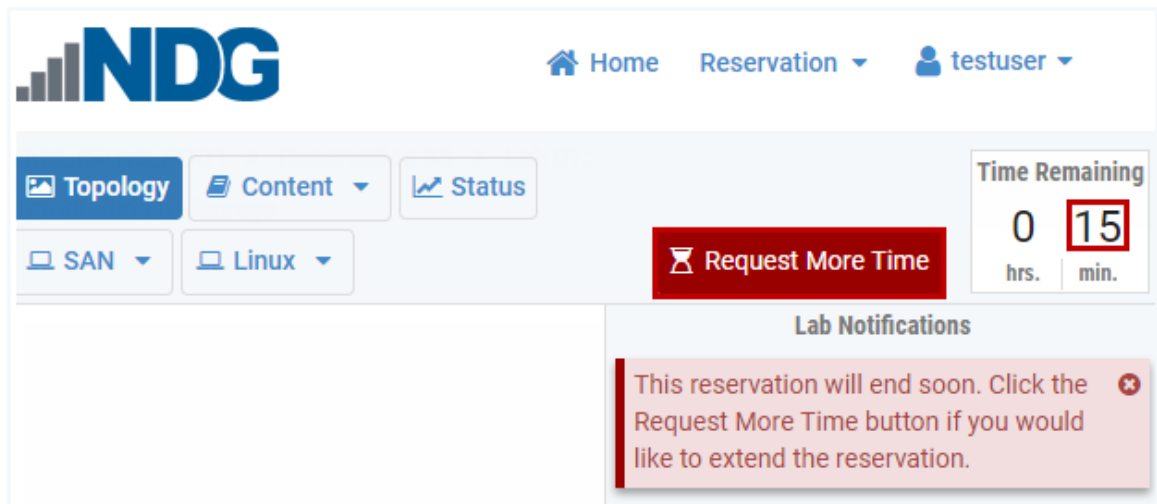 NDG
Home Reservation testuser
Topology Content Status
Time Remaining
0 15
hrs. min.
SAN Linux
Request More Time
Lab Notifications
This reservation will end soon. Click the
Request More Time button if you would
like to extend the reservation.